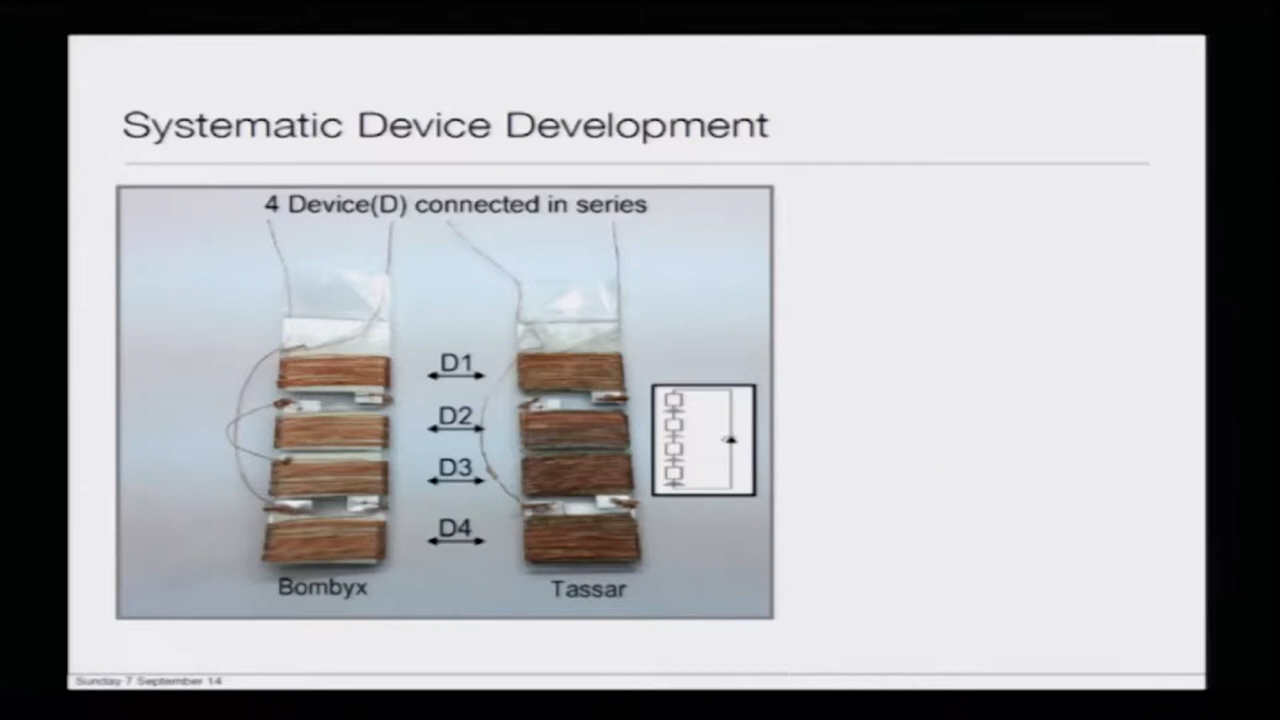 Systematic Device Development
4 Device(D) connected in series
D1
D2
D3
D4
Bombyx
Tassar
Sunday 7 September 14